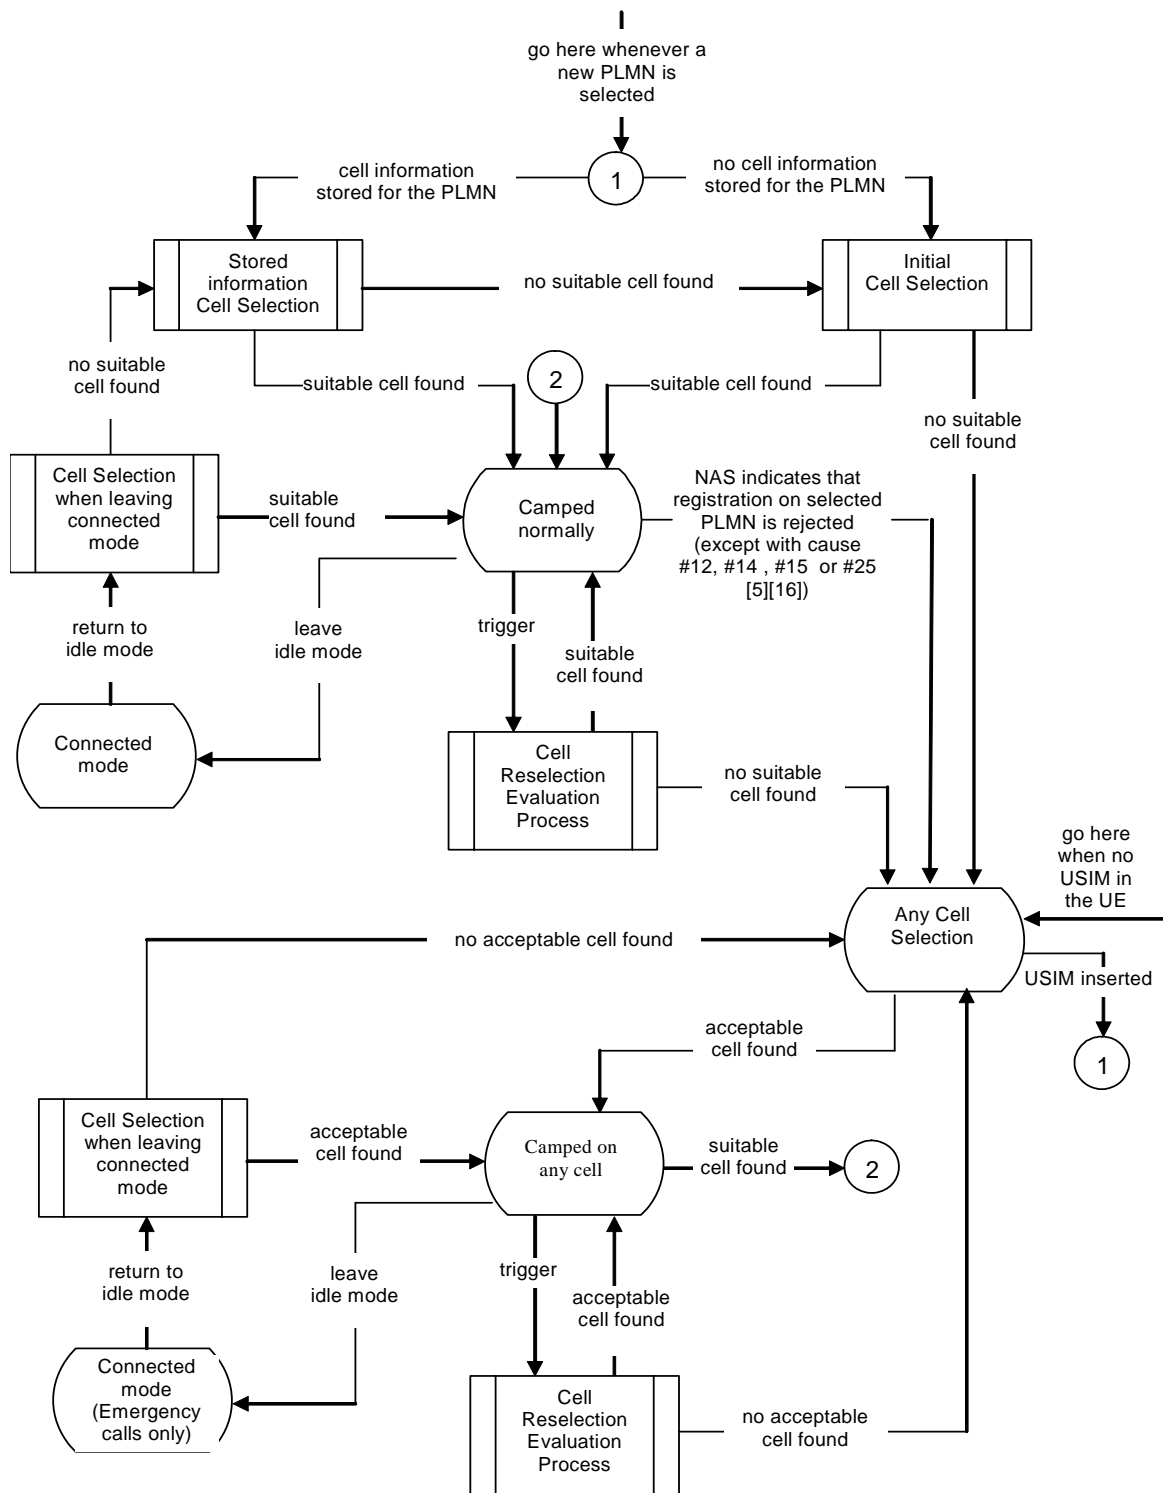 go here whenever a
new PLMN is
selected
1
cell information
stored for the PLMN
no cell information
stored for the PLMN
Stored
information
Cell Selection
no suitable cell found
Initial
Cell Selection
no suitable
cell found
suitable cell found
2
suitable cell found
no suitable
cell found
Cell Selection
when leaving
connected
mode
suitable
cell found
Camped
normally
NAS indicates that
registration on selected
PLMN is rejected
(except with cause
#12, #14 , #15 or #25
[5][16])
return to
idle mode
leave
idle mode
trigger
suitable
cell found
Connected
mode
Cell
Reselection
Evaluation
Process
no suitable
cell found
go here
when no
USIM in
the UE
Any Cell
Selection
no acceptable cell found
USIM inserted
acceptable
cell found
1
Cell Selection
when leaving
connected
mode
acceptable
cell found
Camped on
any cell
suitable
cell found
2
return to
idle mode
leave
idle mode
trigger
acceptable
cell found
Connected
mode
(Emergency
calls only)
Cell
Reselection
Evaluation
Process
no acceptable
cell found